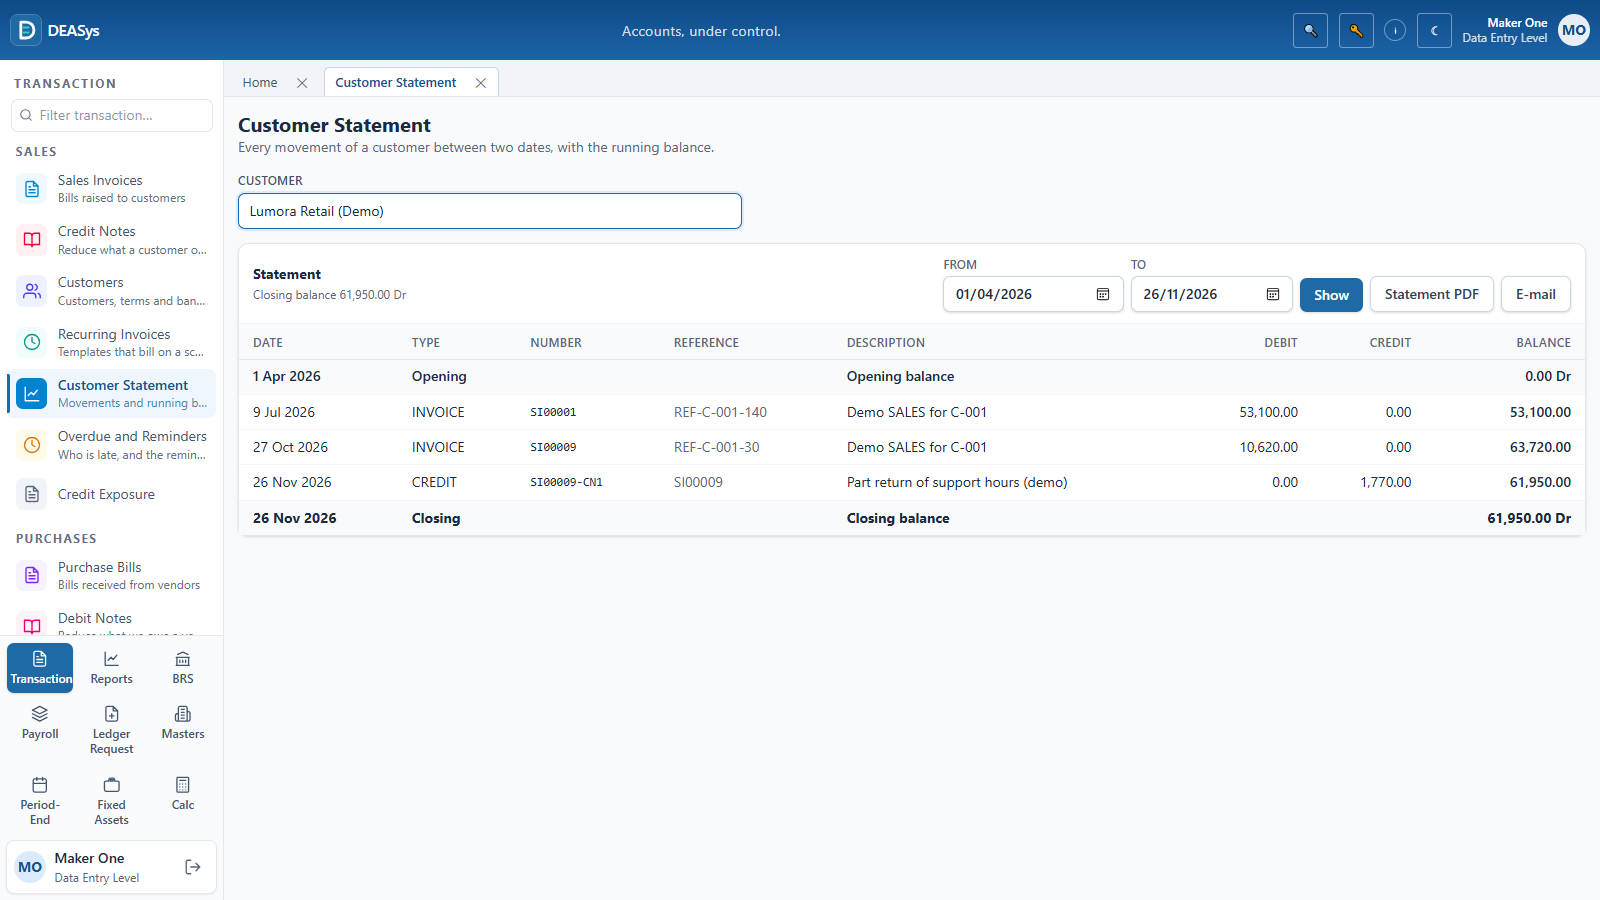 DEASys
Accounts, under control.
Maker One
Data Entry Level
MO
TRANSACTION
Filter transaction...
SALES
Sales Invoices
Bills raised to customers
Credit Notes
Reduce what a customer o...
Customers
Customers, terms and ban...
Recurring Invoices
Templates that bill on a sc...
Customer Statement
Movements and running b...
Overdue and Reminders
Who is late, and the remin...
Credit Exposure
PURCHASES
Purchase Bills
Bills received from vendors
Debit Notes
Transaction Reports BRS
Payroll Ledger Request Masters
Period-End Fixed Assets Calc
MO
Maker One
Data Entry Level
Home Customer Statement
Customer Statement
Every movement of a customer between two dates, with the running balance.
CUSTOMER
Lumora Retail (Demo)
Statement
Closing balance 61,950.00 Dr
FROM TO
01/04/2026 26/11/2026 Show Statement PDF E-mail
DATE TYPE NUMBER REFERENCE DESCRIPTION DEBIT CREDIT BALANCE
1 Apr 2026 Opening Opening balance 0.00 Dr
9 Jul 2026 INVOICE SI00001 REF-C-001-140 Demo SALES for C-001 53,100.00 0.00 53,100.00
27 Oct 2026 INVOICE SI00009 REF-C-001-30 Demo SALES for C-001 10,620.00 0.00 63,720.00
26 Nov 2026 CREDIT SI00009-CN1 SI00009 Part return of support hours (demo) 0.00 1,770.00 61,950.00
26 Nov 2026 Closing Closing balance 61,950.00 Dr